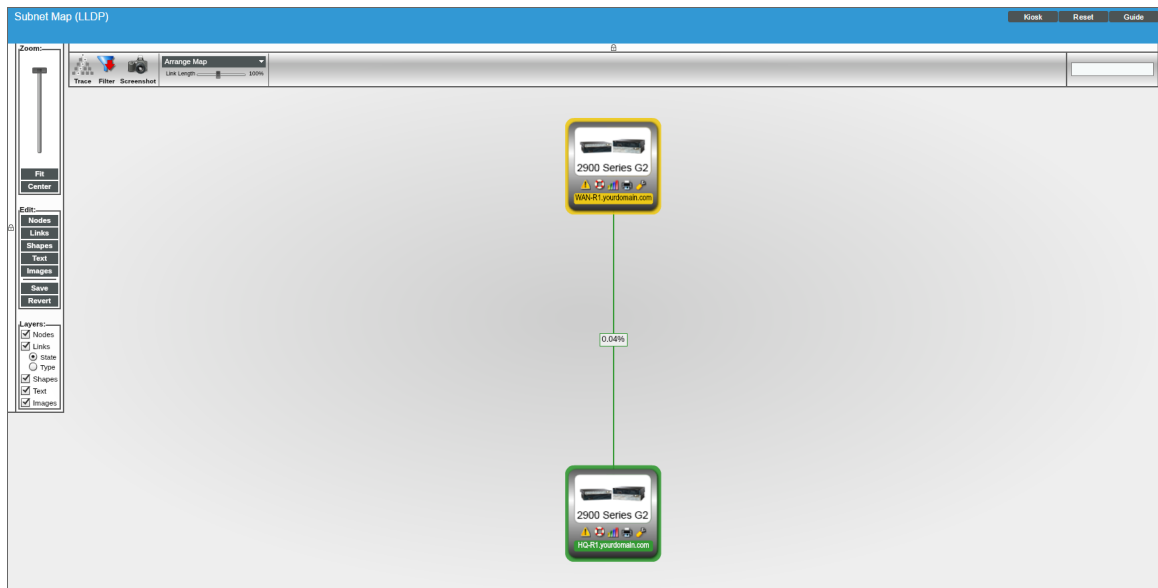 Subnet Map (LLDP)
Kiosk
Reset
Guide
Zoom:
Fit
Center
Trace
Filter
Screenshot
Arrange Map
Link Length
100%
Edit:
Nodes
Links
Shapes
Text
Images
Save
Revert
Layers:
Nodes
Links
State
Type
Shapes
Text
Images
2900 Series G2
WAN-R1.yourdomain.com
0.04%
2900 Series G2
HQ-R1.yourdomain.com